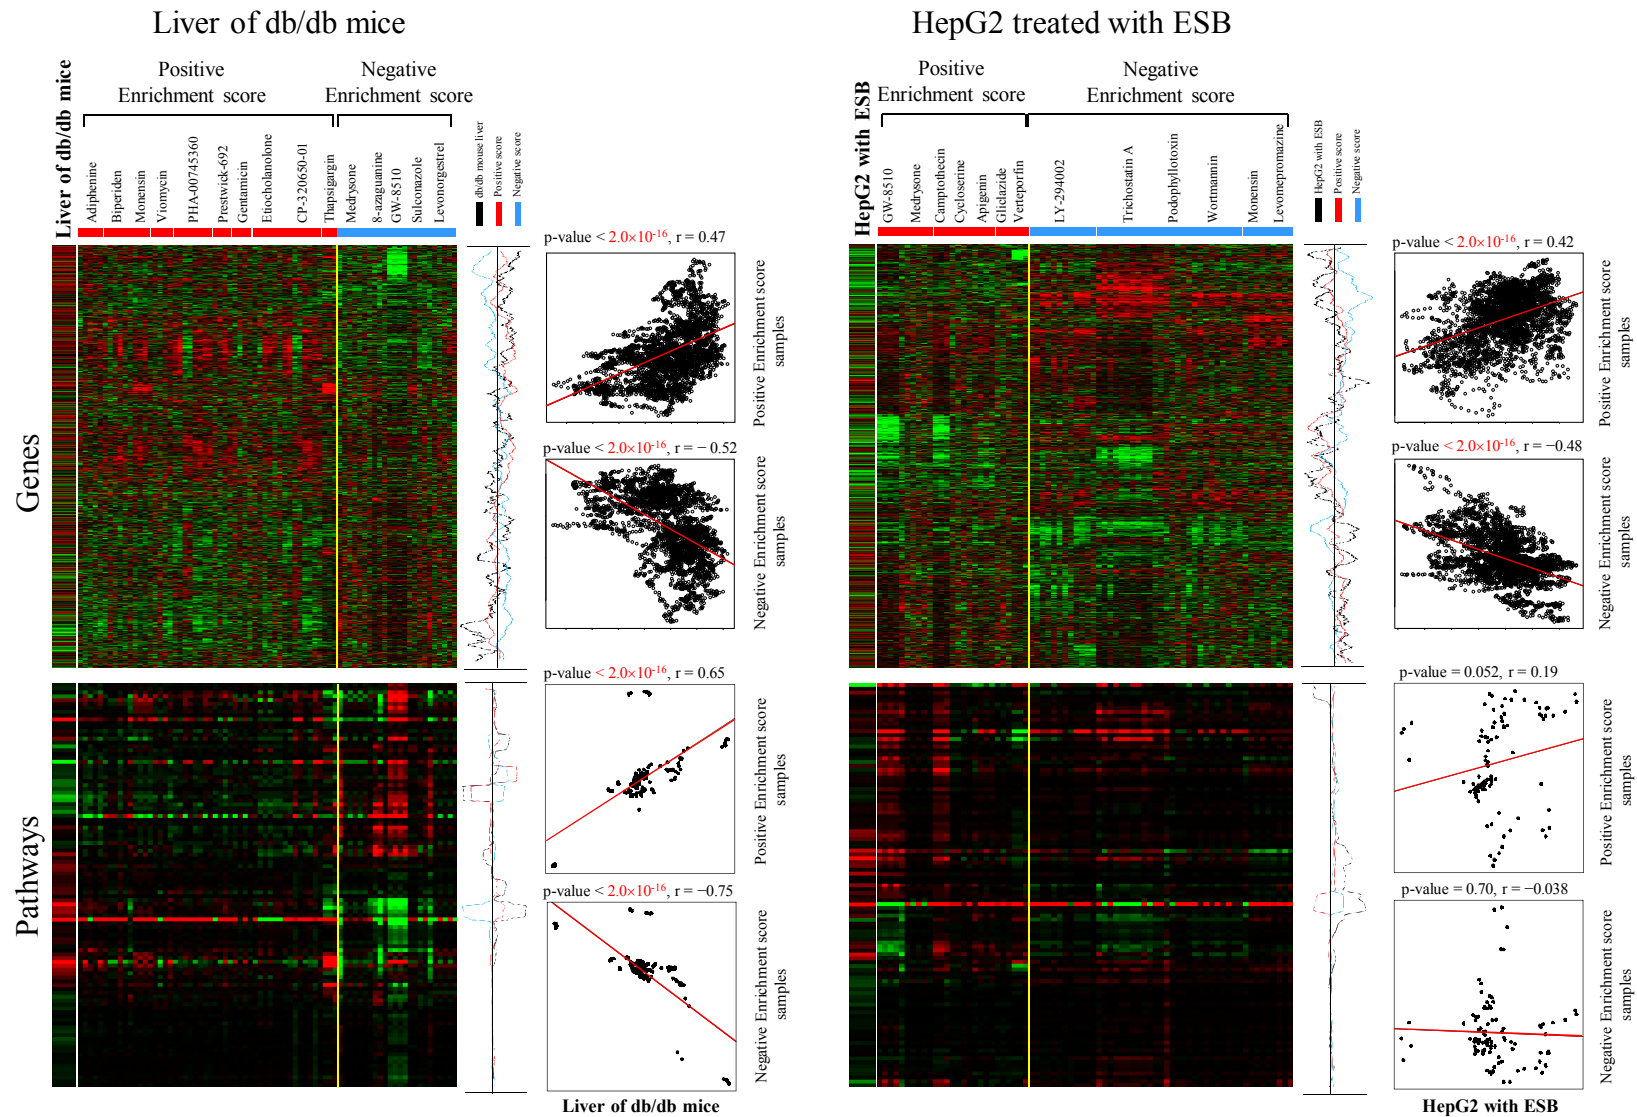 Liver of db/db mice
HepG2 treated with ESB
Liver of db/db mice
Positive
Enrichment score
Negative
Enrichment score
Adiphenine
Biperiden
Monensin
Viomycin
PHA-00745360
Prestwick-692
Gentamicin
Etiocholanolone
CP-320650-01
Thapsigargin
Medrysone
8-azaguanine
GW-8510
Sulconazole
Levonorgestrel
db/db mouse liver
Positive score
Negative score
HepG2 with ESB
Positive
Enrichment score
Negative
Enrichment score
GW-8510
Medrysone
Camptothecin
Cycloserine
Apigenin
Gliclazide
Verteporfin
LY-294002
Trichostatin A
Podophyllotoxin
Wortmannin
Monensin
Levomepromazine
HepG2 with ESB
Positive score
Negative score
Genes
p-value < 2.0×10-16, r = 0.47
Positive Enrichment score
samples
p-value < 2.0×10-16, r = − 0.52
Negative Enrichment score
samples
p-value < 2.0×10-16, r = 0.42
Positive Enrichment score
samples
p-value < 2.0×10-16, r = −0.48
Negative Enrichment score
samples
Pathways
p-value < 2.0×10-16, r = 0.65
Positive Enrichment score
samples
p-value < 2.0×10-16, r = −0.75
Negative Enrichment score
samples
Liver of db/db mice
p-value = 0.052, r = 0.19
Positive Enrichment score
samples
p-value = 0.70, r = −0.038
Negative Enrichment score
samples
HepG2 with ESB